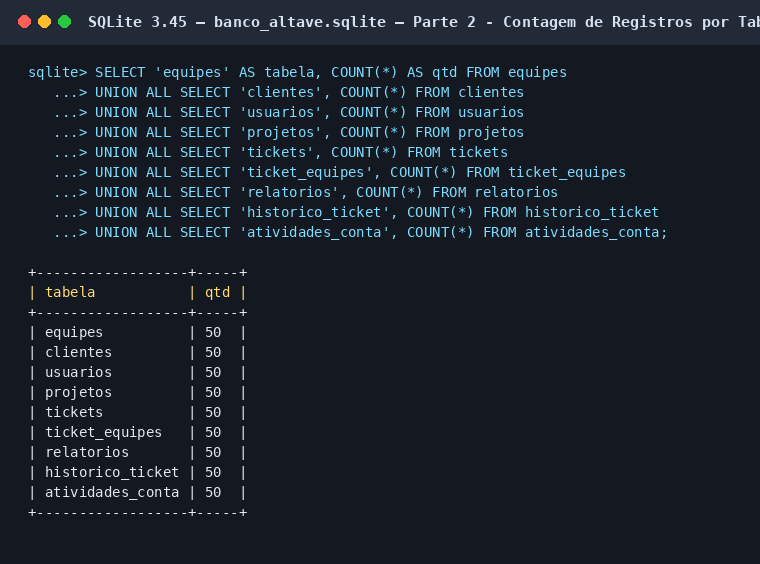 SQLite 3.45 — banco_altave.sqlite — Parte 2 - Contagem de Registros por Tab
sqlite> SELECT 'equipes' AS tabela, COUNT(*) AS qtd FROM equipes
   ...> UNION ALL SELECT 'clientes', COUNT(*) FROM clientes
   ...> UNION ALL SELECT 'usuarios', COUNT(*) FROM usuarios
   ...> UNION ALL SELECT 'projetos', COUNT(*) FROM projetos
   ...> UNION ALL SELECT 'tickets', COUNT(*) FROM tickets
   ...> UNION ALL SELECT 'ticket_equipes', COUNT(*) FROM ticket_equipes
   ...> UNION ALL SELECT 'relatorios', COUNT(*) FROM relatorios
   ...> UNION ALL SELECT 'historico_ticket', COUNT(*) FROM historico_ticket
   ...> UNION ALL SELECT 'atividades_conta', COUNT(*) FROM atividades_conta;
+------------------+-----+
| tabela           | qtd |
+------------------+-----+
| equipes          | 50  |
| clientes         | 50  |
| usuarios         | 50  |
| projetos         | 50  |
| tickets          | 50  |
| ticket_equipes   | 50  |
| relatorios       | 50  |
| historico_ticket | 50  |
| atividades_conta | 50  |
+------------------+-----+